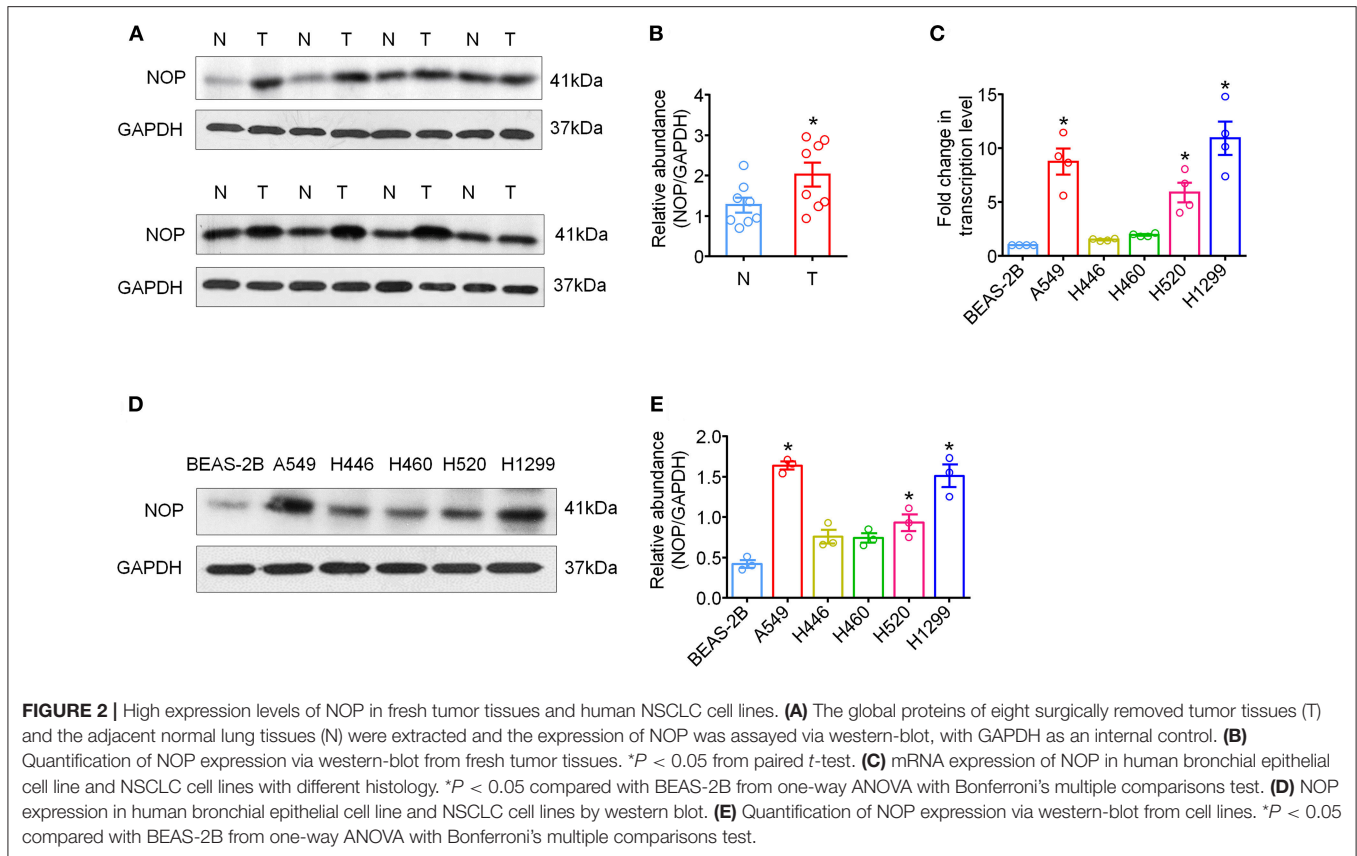 A
N T N T N T N T
NOP 41kDa
GAPDH 37kDa
N T N T N T N T
NOP 41kDa
GAPDH 37kDa
B
Relative abundance
(NOP/GAPDH)
4
3
2
1
0
*
N T
C
Fold change in
transcription level
15
10
5
0
* * *
BEAS-2B A549 H446 H460 H520 H1299
D
BEAS-2B A549 H446 H460 H520 H1299
NOP 41kDa
GAPDH 37kDa
E
Relative abundance
(NOP/GAPDH)
2.0
1.5
1.0
0.5
0.0
* * *
BEAS-2B A549 H446 H460 H520 H1299
FIGURE 2 | High expression levels of NOP in fresh tumor tissues and human NSCLC cell lines. (A) The global proteins of eight surgically removed tumor tissues (T)
and the adjacent normal lung tissues (N) were extracted and the expression of NOP was assayed via western-blot, with GAPDH as an internal control. (B)
Quantification of NOP expression via western-blot from fresh tumor tissues. *P < 0.05 from paired t-test. (C) mRNA expression of NOP in human bronchial epithelial
cell line and NSCLC cell lines with different histology. *P < 0.05 compared with BEAS-2B from one-way ANOVA with Bonferroni's multiple comparisons test. (D) NOP
expression in human bronchial epithelial cell line and NSCLC cell lines by western blot. (E) Quantification of NOP expression via western-blot from cell lines. *P < 0.05
compared with BEAS-2B from one-way ANOVA with Bonferroni's multiple comparisons test.